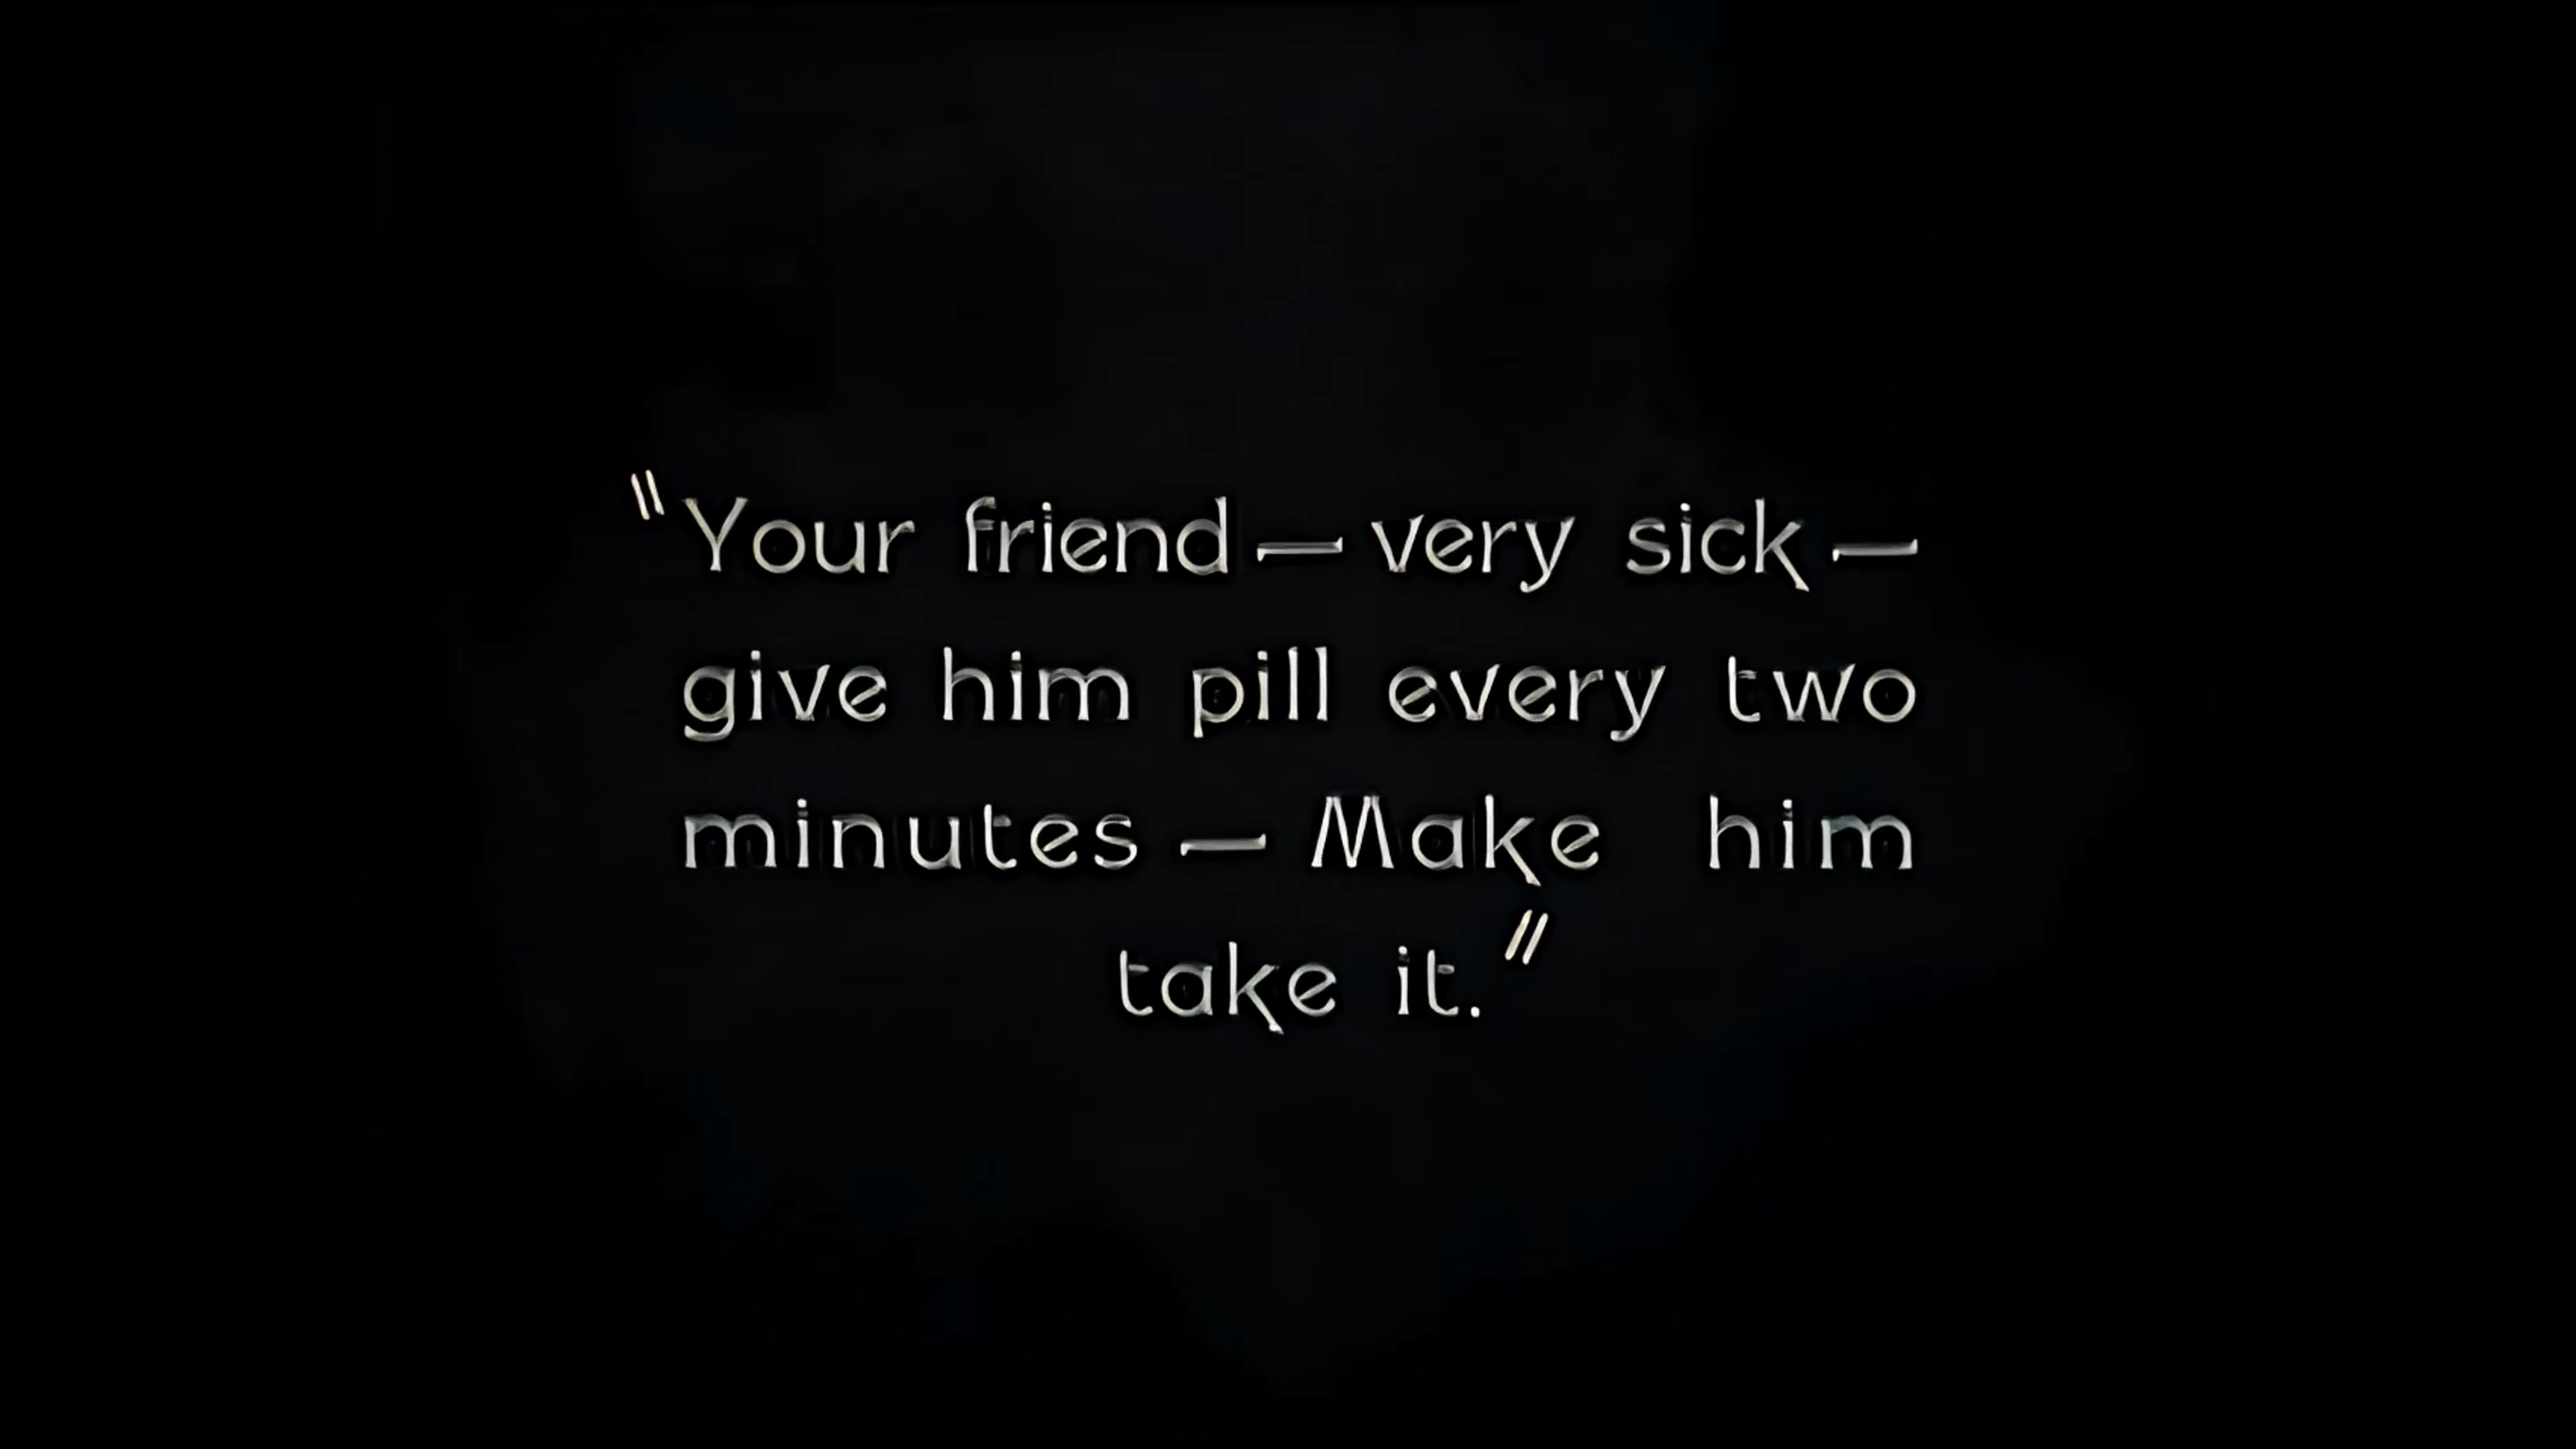 "Your friend — very sick —
give him pill every two
minutes — Make him
take it."